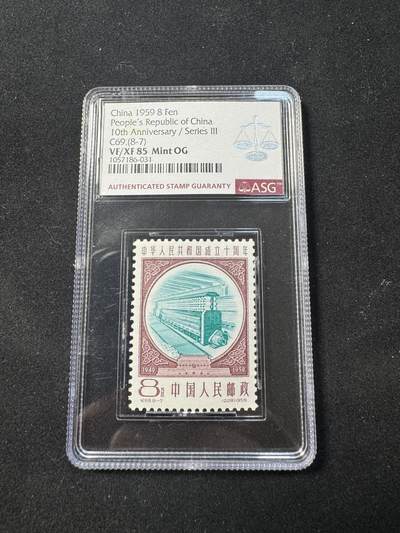 China 1959 8 Fen
People's Republic of China
10th Anniversary / Series III
C69.(8-7)
VF/XF 85 Mint OG
1057186-031
AUTHENTICATED STAMP GUARANTY
ASG
中华人民共和国成立十周年
1949
1959
8分
中国人民邮政